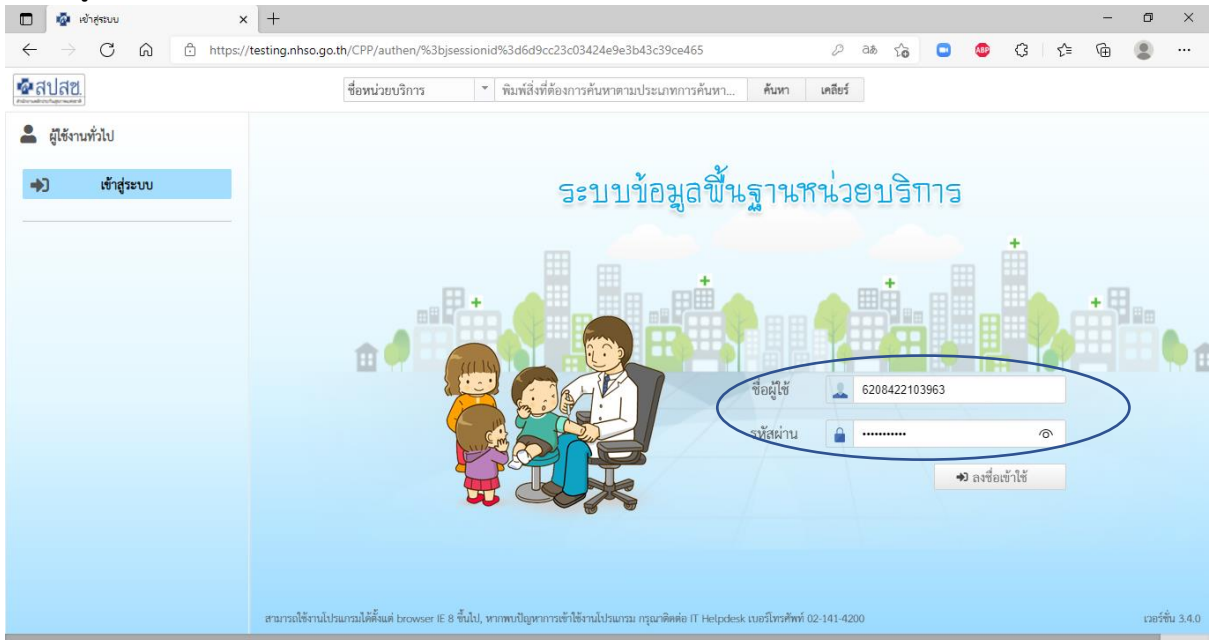 เข้าสู่ระบบ
https://testing.nhso.go.th/CPP/authen/%3bjsessionid%3d6d9cc23c03424e9e3b43c39ce465
ABP
สปสช.
ชื่อหน่วยบริการ
พิมพ์สิ่งที่ต้องการค้นหาตามประเภทการค้นหา...
ค้นหา
เคลียร์
ผู้ใช้งานทั่วไป
เข้าสู่ระบบ
ระบบข้อมูลพื้นฐานหน่วยบริการ
ชื่อผู้ใช้ 6208422103963
รหัสผ่าน •••••••••••
ลงชื่อเข้าใช้
สามารถใช้งานโปรแกรมได้ตั้งแต่ browser IE 8 ขึ้นไป, หากพบปัญหาการเข้าใช้งานโปรแกรม กรุณาติดต่อ IT Helpdesk เบอร์โทรศัพท์ 02-141-4200
เวอร์ชั่น 3.4.0